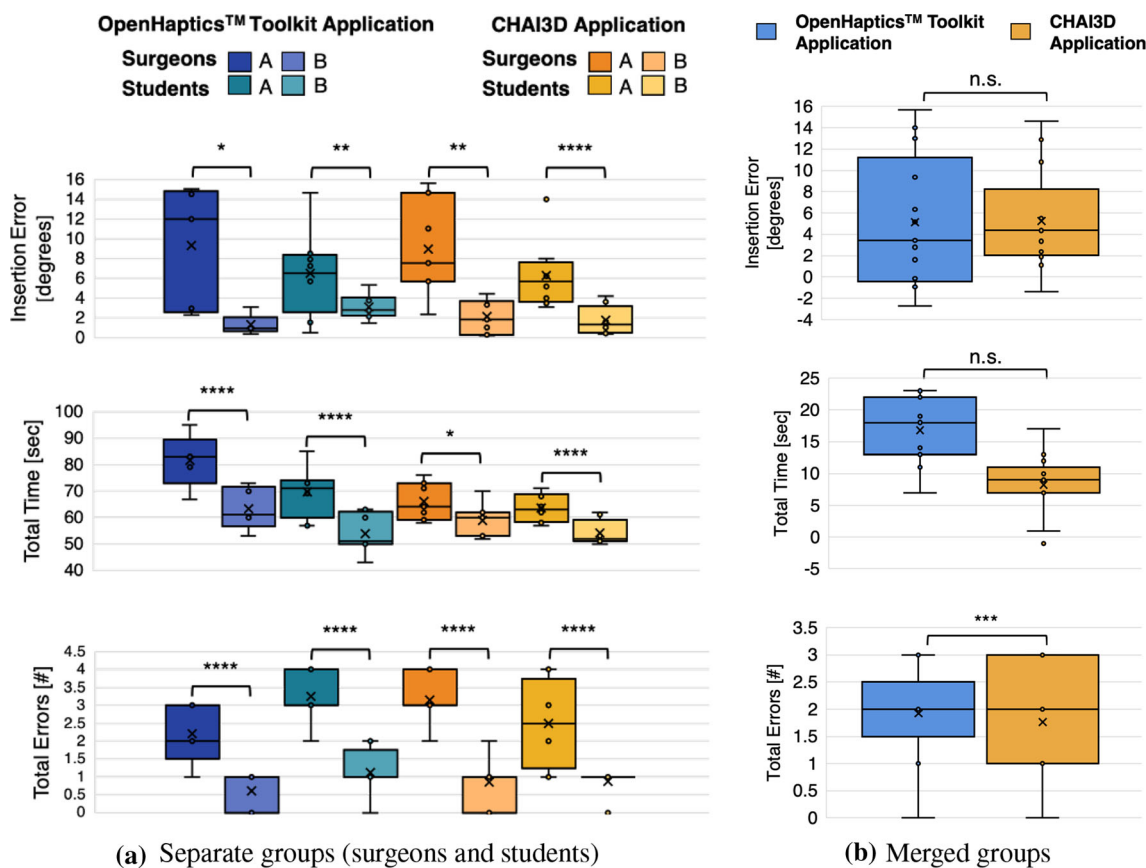 OpenHaptics™ Toolkit Application
Surgeons A B
Students A B
CHAI3D Application
Surgeons A B
Students A B
Insertion Error
[degrees]
16
14
12
10
8
6
4
2
0
*
**
**
****
Total Time [sec]
100
90
80
70
60
50
40
****
****
*
****
Total Errors [#]
4
3.5
3
2.5
2
1.5
1
0.5
0
****
****
****
****
(a) Separate groups (surgeons and students)
OpenHaptics™ Toolkit
Application
CHAI3D
Application
Insertion Error
[degrees]
16
14
12
10
8
6
4
2
0
-2
-4
n.s.
Total Time [sec]
25
20
15
10
5
0
-5
n.s.
Total Errors [#]
3.5
3
2.5
2
1.5
1
0.5
0
***
(b) Merged groups